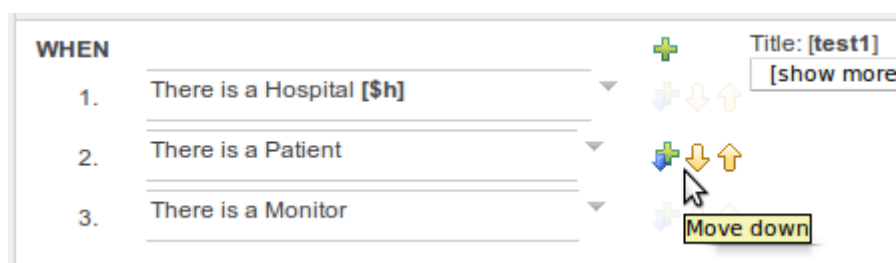 WHEN
Title: [test1]
[show more
1. There is a Hospital [$h]
2. There is a Patient
3. There is a Monitor
Move down